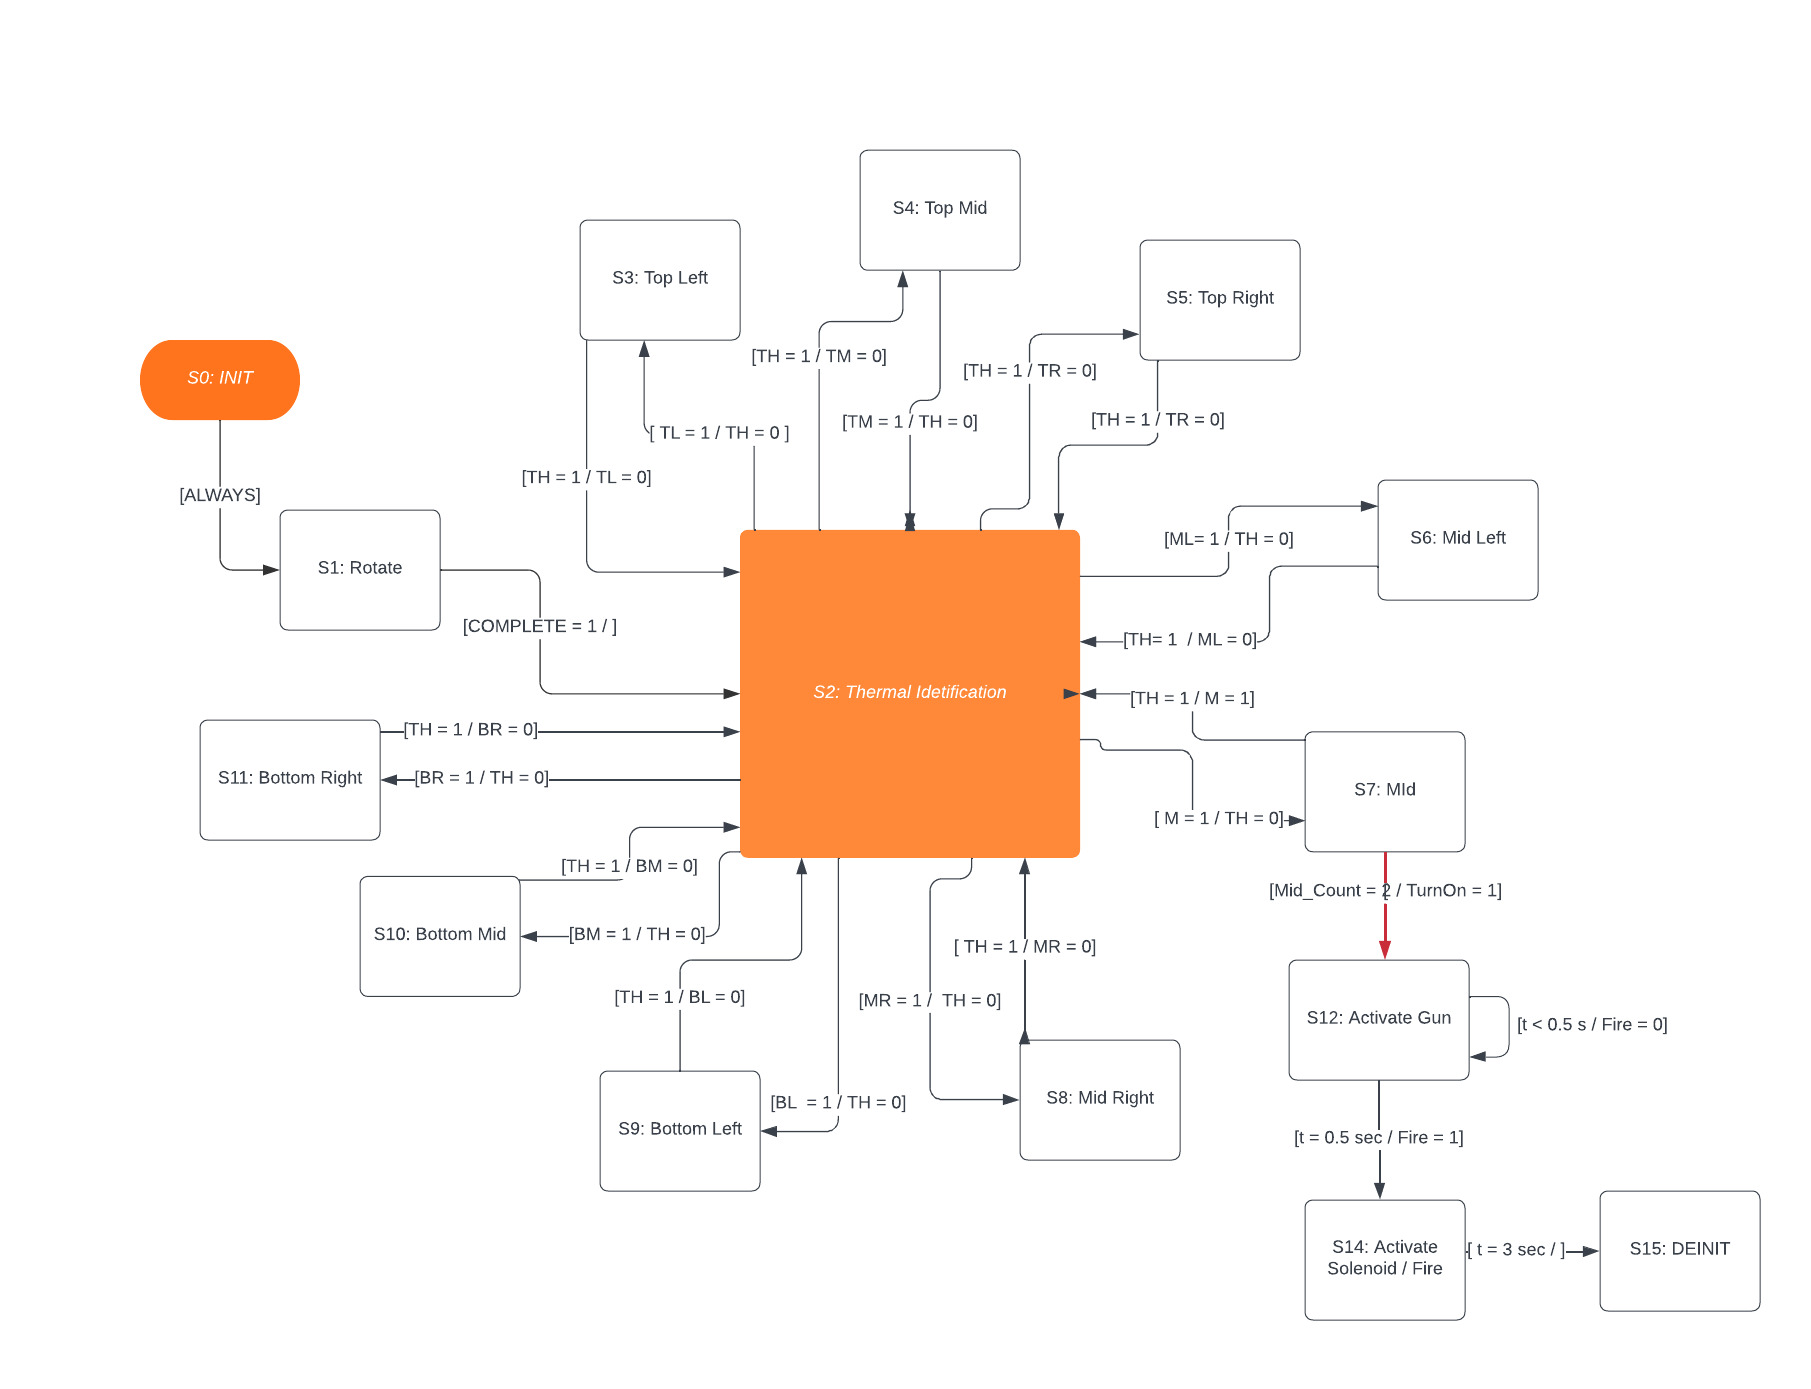 S4: Top Mid
S3: Top Left
S5: Top Right
[TH = 1 / TM = 0]
[TH = 1 / TR = 0]
S0: INIT
[TM = 1 / TH = 0]
[TH = 1 / TR = 0]
[ TL = 1 / TH = 0 ]
[TH = 1 / TL = 0]
[ALWAYS]
[ML= 1 / TH = 0]
S6: Mid Left
S1: Rotate
[COMPLETE = 1 / ]
[TH= 1  / ML = 0]
S2: Thermal Idetification
[TH = 1 / M = 1]
[TH = 1 / BR = 0]
S11: Bottom Right
[BR = 1 / TH = 0]
S7: MId
[ M = 1 / TH = 0]
[TH = 1 / BM = 0]
[Mid_Count = 2 / TurnOn = 1]
S10: Bottom Mid
[BM = 1 / TH = 0]
[ TH = 1 / MR = 0]
[TH = 1 / BL = 0]
[MR = 1 /  TH = 0]
S12: Activate Gun
[t < 0.5 s / Fire = 0]
[BL  = 1 / TH = 0]
S8: Mid Right
S9: Bottom Left
[t = 0.5 sec / Fire = 1]
S14: Activate
Solenoid / Fire
[ t = 3 sec / ]
S15: DEINIT